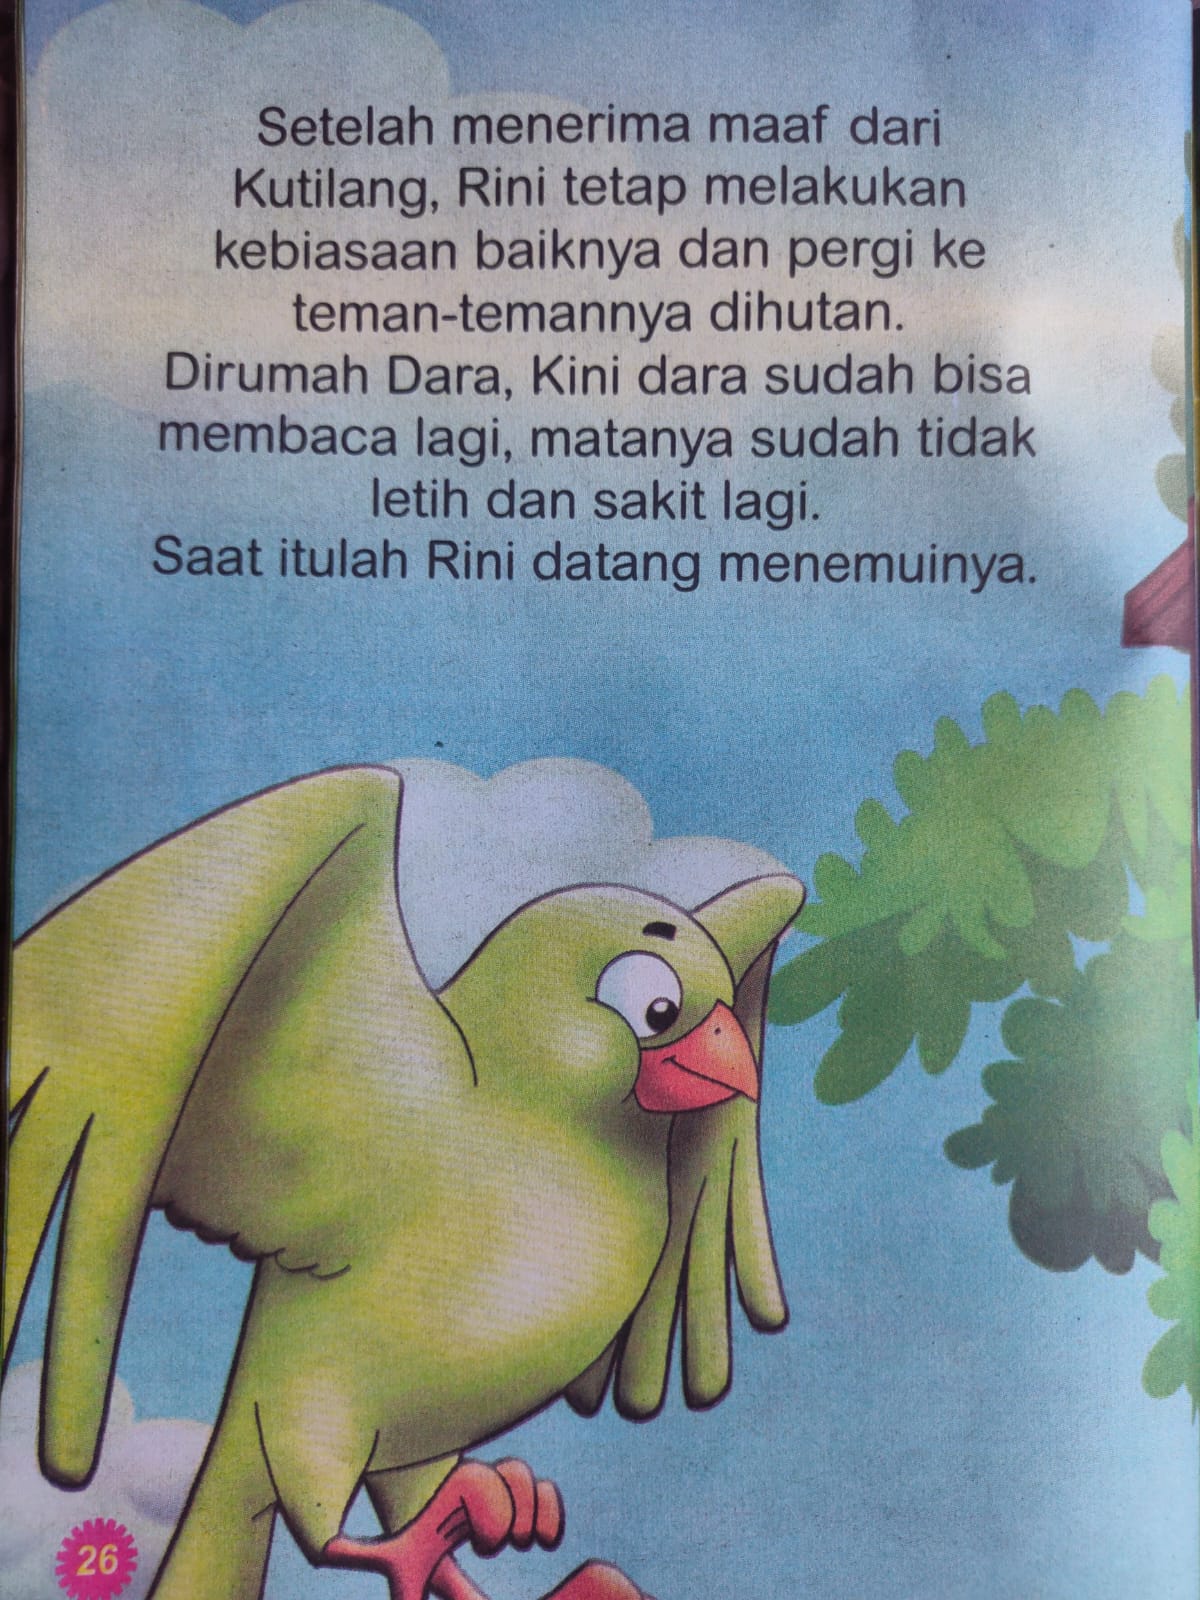 Setelah menerima maaf dari
Kutilang, Rini tetap melakukan
kebiasaan baiknya dan pergi ke
teman-temannya dihutan.
Dirumah Dara, Kini dara sudah bisa
membaca lagi, matanya sudah tidak
letih dan sakit lagi.
Saat itulah Rini datang menemuinya.
26